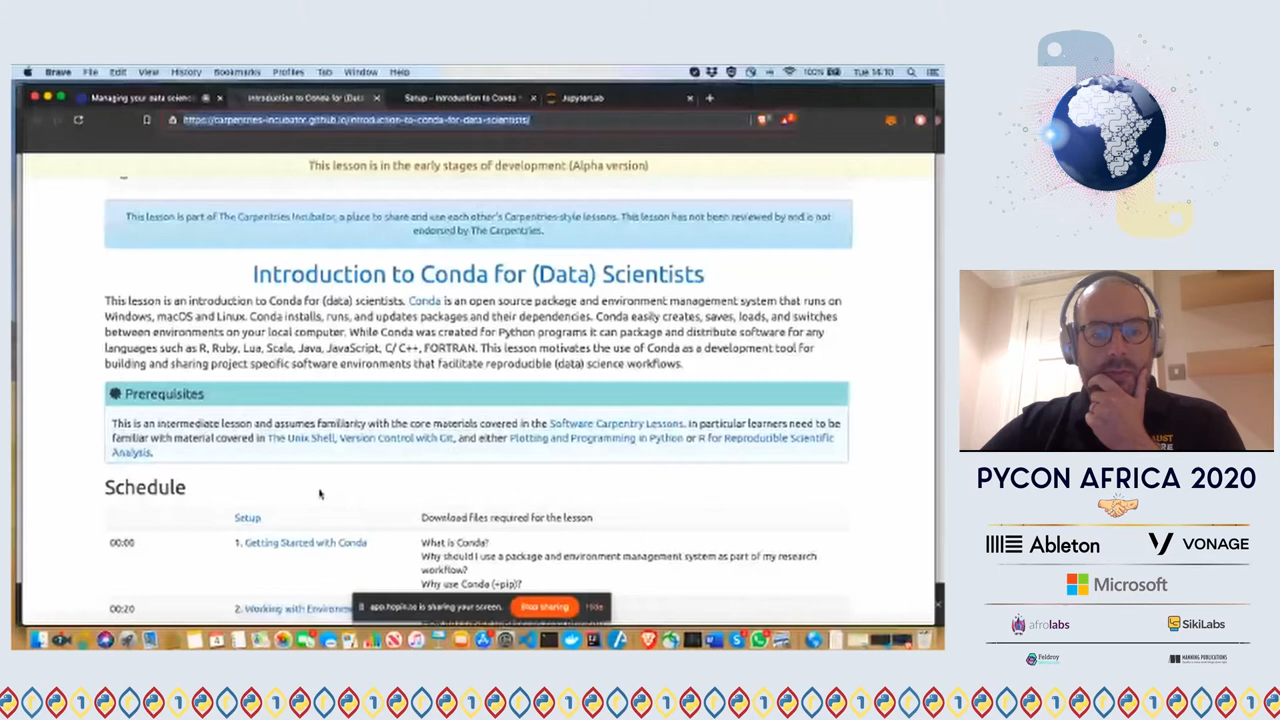 Brave File Edit View History Bookmarks Profiles Tab Window Help
100% Tue 14:10
Managing your data scienc
Introduction to Conda for (Dat
Setup – Introduction to Conda
JupyterLab
https://carpentries-incubator.github.io/introduction-to-conda-for-data-scientists/
This lesson is in the early stages of development (Alpha version)
This lesson is part of The Carpentries Incubator, a place to share and use each other's Carpentries-style lessons. This lesson has not been reviewed by and is not
endorsed by The Carpentries.
Introduction to Conda for (Data) Scientists
This lesson is an introduction to Conda for (data) scientists. Conda is an open source package and environment management system that runs on
Windows, macOS and Linux. Conda installs, runs, and updates packages and their dependencies. Conda easily creates, saves, loads, and switches
between environments on your local computer. While Conda was created for Python programs it can package and distribute software for any
languages such as R, Ruby, Lua, Scala, Java, JavaScript, C/ C++, FORTRAN. This lesson motivates the use of Conda as a development tool for
building and sharing project specific software environments that facilitate reproducible (data) science workflows.
Prerequisites
This is an intermediate lesson and assumes familiarity with the core materials covered in the Software Carpentry Lessons. In particular learners need to be
familiar with material covered in The Unix Shell, Version Control with Git, and either Plotting and Programming in Python or R for Reproducible Scientific
Analysis.
Schedule
Setup Download files required for the lesson
00:00 1. Getting Started with Conda What is Conda?
Why should I use a package and environment management system as part of my research
workflow?
Why use Conda (+pip)?
00:20 2. Working with Environme
app.hopin.to is sharing your screen. Stop sharing Hide
PYCON AFRICA 2020
Ableton
VONAGE
Microsoft
afrolabs
SikiLabs
Feldroy
MANNING PUBLICATIONS